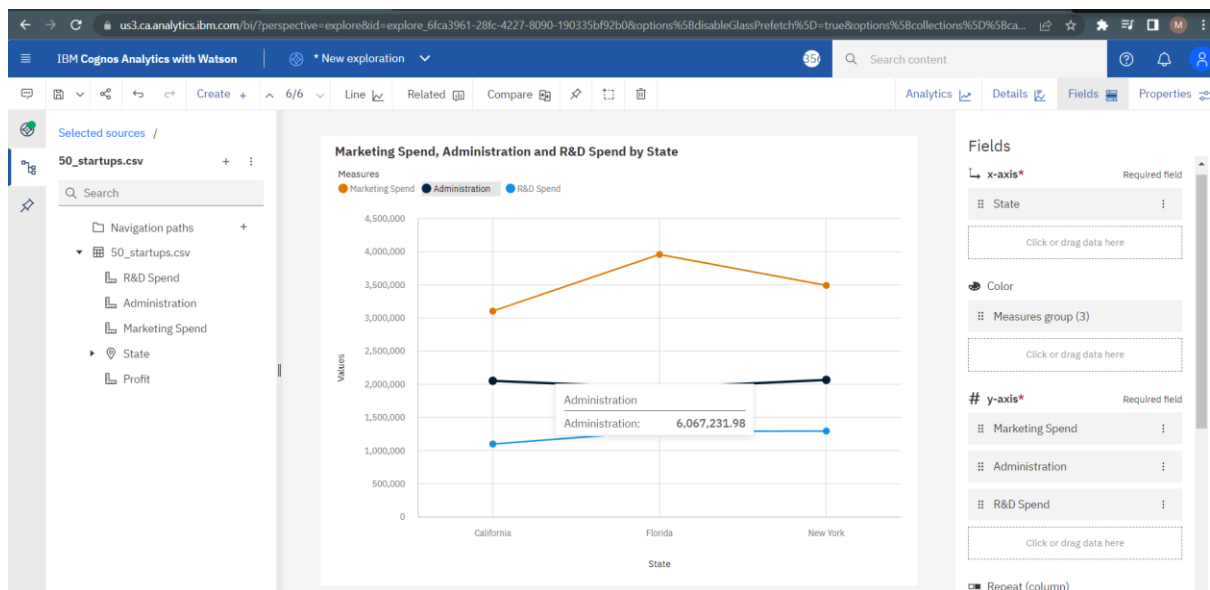 us3.ca.analytics.ibm.com/bi/?perspective=explore&id=explore_6fca3961-28fc-4227-8090-190335bf92b0&options%5BdisableGlassPrefetch%5D=true&options%5Bcollections%5D%5Bca...
M
IBM Cognos Analytics with Watson
* New exploration
Search content
Create +
6/6
Line
Related
Compare
Analytics
Details
Fields
Properties
Selected sources /
50_startups.csv
Search
Navigation paths
50_startups.csv
R&D Spend
Administration
Marketing Spend
State
Profit
Marketing Spend, Administration and R&D Spend by State
Measures
Marketing Spend Administration R&D Spend
4,500,000
4,000,000
3,500,000
3,000,000
2,500,000
2,000,000
1,500,000
1,000,000
500,000
0
Values
Administration
Administration: 6,067,231.98
California Florida New York
State
Fields
x-axis* Required field
State
Click or drag data here
Color
Measures group (3)
Click or drag data here
# y-axis* Required field
Marketing Spend
Administration
R&D Spend
Click or drag data here
Repeat (column)